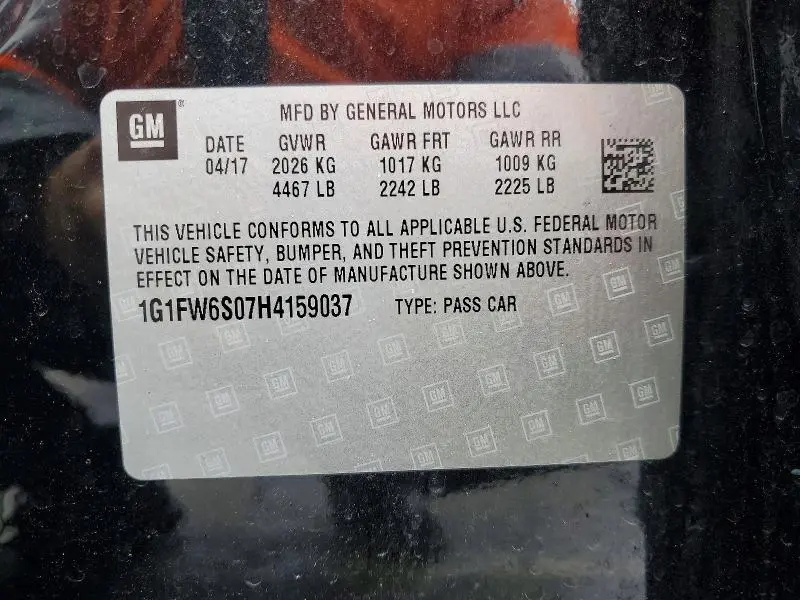 GM®
MFD BY GENERAL MOTORS LLC
DATE GVWR GAWR FRT GAWR RR
04/17 2026 KG 1017 KG 1009 KG
4467 LB 2242 LB 2225 LB
THIS VEHICLE CONFORMS TO ALL APPLICABLE U.S. FEDERAL MOTOR
VEHICLE SAFETY, BUMPER, AND THEFT PREVENTION STANDARDS IN
EFFECT ON THE DATE OF MANUFACTURE SHOWN ABOVE.
1G1FW6S07H4159037 TYPE: PASS CAR